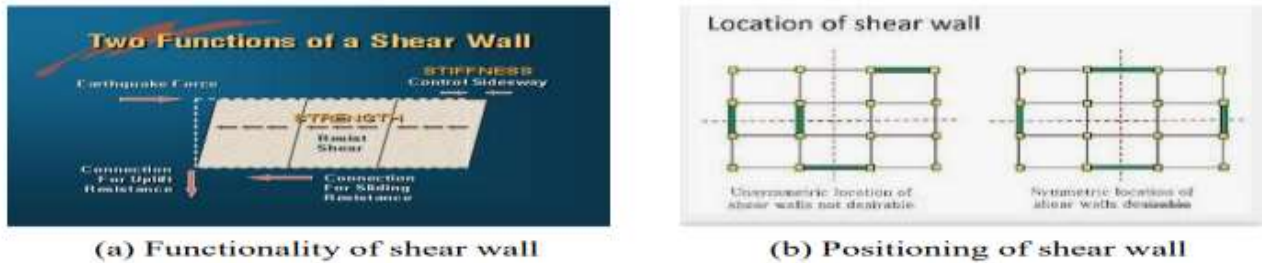 Two Functions of a Shear Wall
STIFFNESS
Earthquake Force
Control Sidesway
STRENGTH
Resist
Shear
Connection
For Uplift
Resistance
Connection
For Sliding
Resistance
(a) Functionality of shear wall
Location of shear wall
Unsymmetric location of
shear walls not desirable
Symmetric location of
shear walls desirable
(b) Positioning of shear wall